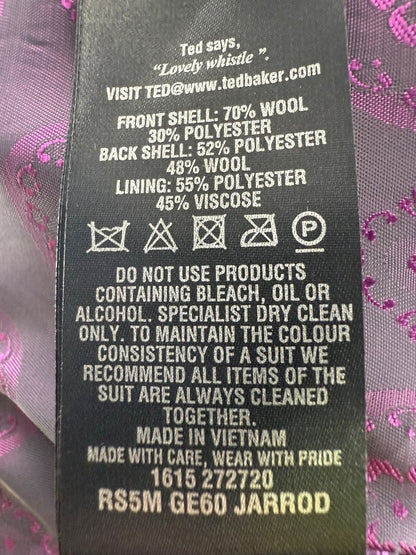 Ted says,
"Lovely whistle".
VISIT TED@www.tedbaker.com
FRONT SHELL: 70% WOOL
30% POLYESTER
BACK SHELL: 52% POLYESTER
48% WOOL
LINING: 55% POLYESTER
45% VISCOSE
P
DO NOT USE PRODUCTS
CONTAINING BLEACH, OIL OR
ALCOHOL. SPECIALIST DRY CLEAN
ONLY. TO MAINTAIN THE COLOUR
CONSISTENCY OF A SUIT WE
RECOMMEND ALL ITEMS OF THE
SUIT ARE ALWAYS CLEANED
TOGETHER.
MADE IN VIETNAM
MADE WITH CARE, WEAR WITH PRIDE
1615 272720
RS5M GE60 JARROD